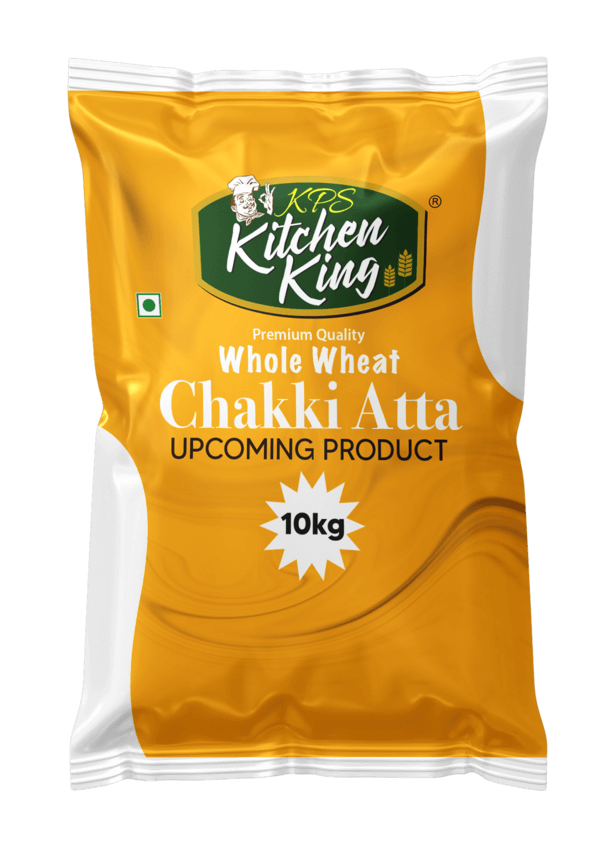 KPS
Kitchen
King
®
Premium Quality
Whole Wheat
Chakki Atta
UPCOMING PRODUCT
10kg